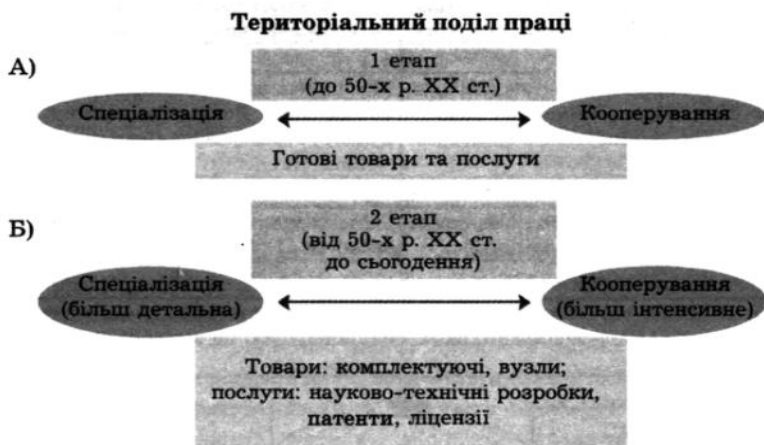 Територіальний поділ праці
А)
1 етап
(до 50-х р. XX ст.)
Спеціалізація
Кооперування
Готові товари та послуги
Б)
2 етап
(від 50-х р. XX ст.
до сьогодення)
Спеціалізація
(більш детальна)
Кооперування
(більш інтенсивне)
Товари: комплектуючі, вузли;
послуги: науково-технічні розробки,
патенти, ліцензії